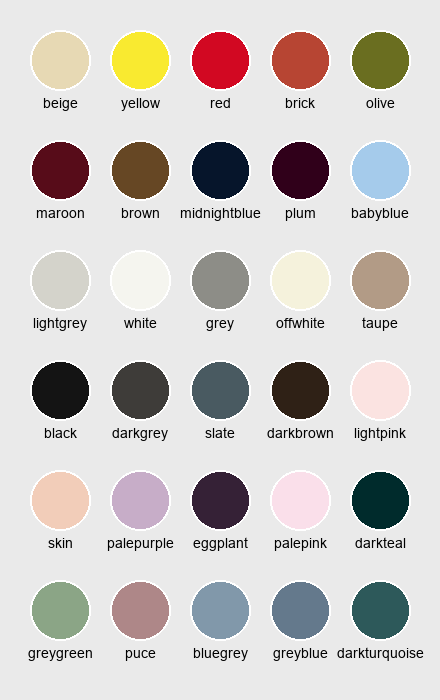 beige yellow red brick olive
maroon brown midnightblue plum babyblue
lightgrey white grey offwhite taupe
black darkgrey slate darkbrown lightpink
skin palepurple eggplant palepink darkteal
greygreen puce bluegrey greyblue darkturquoise